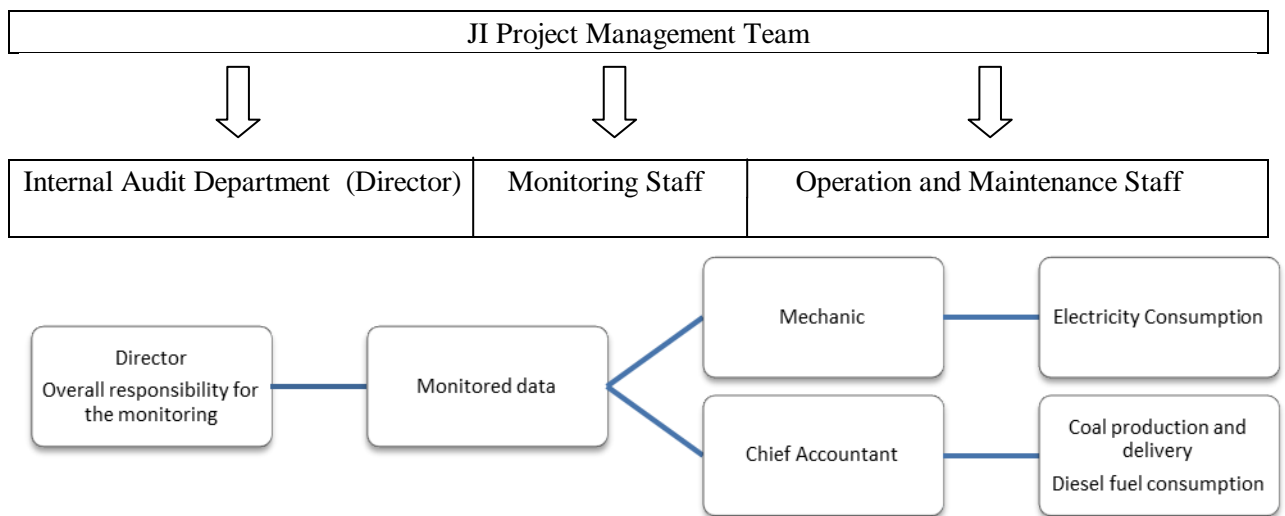 JI Project Management Team
Internal Audit Department (Director)
Monitoring Staff
Operation and Maintenance Staff
Director
Overall responsibility for
the monitoring
Monitored data
Mechanic
Electricity Consumption
Chief Accountant
Coal production and
delivery
Diesel fuel consumption